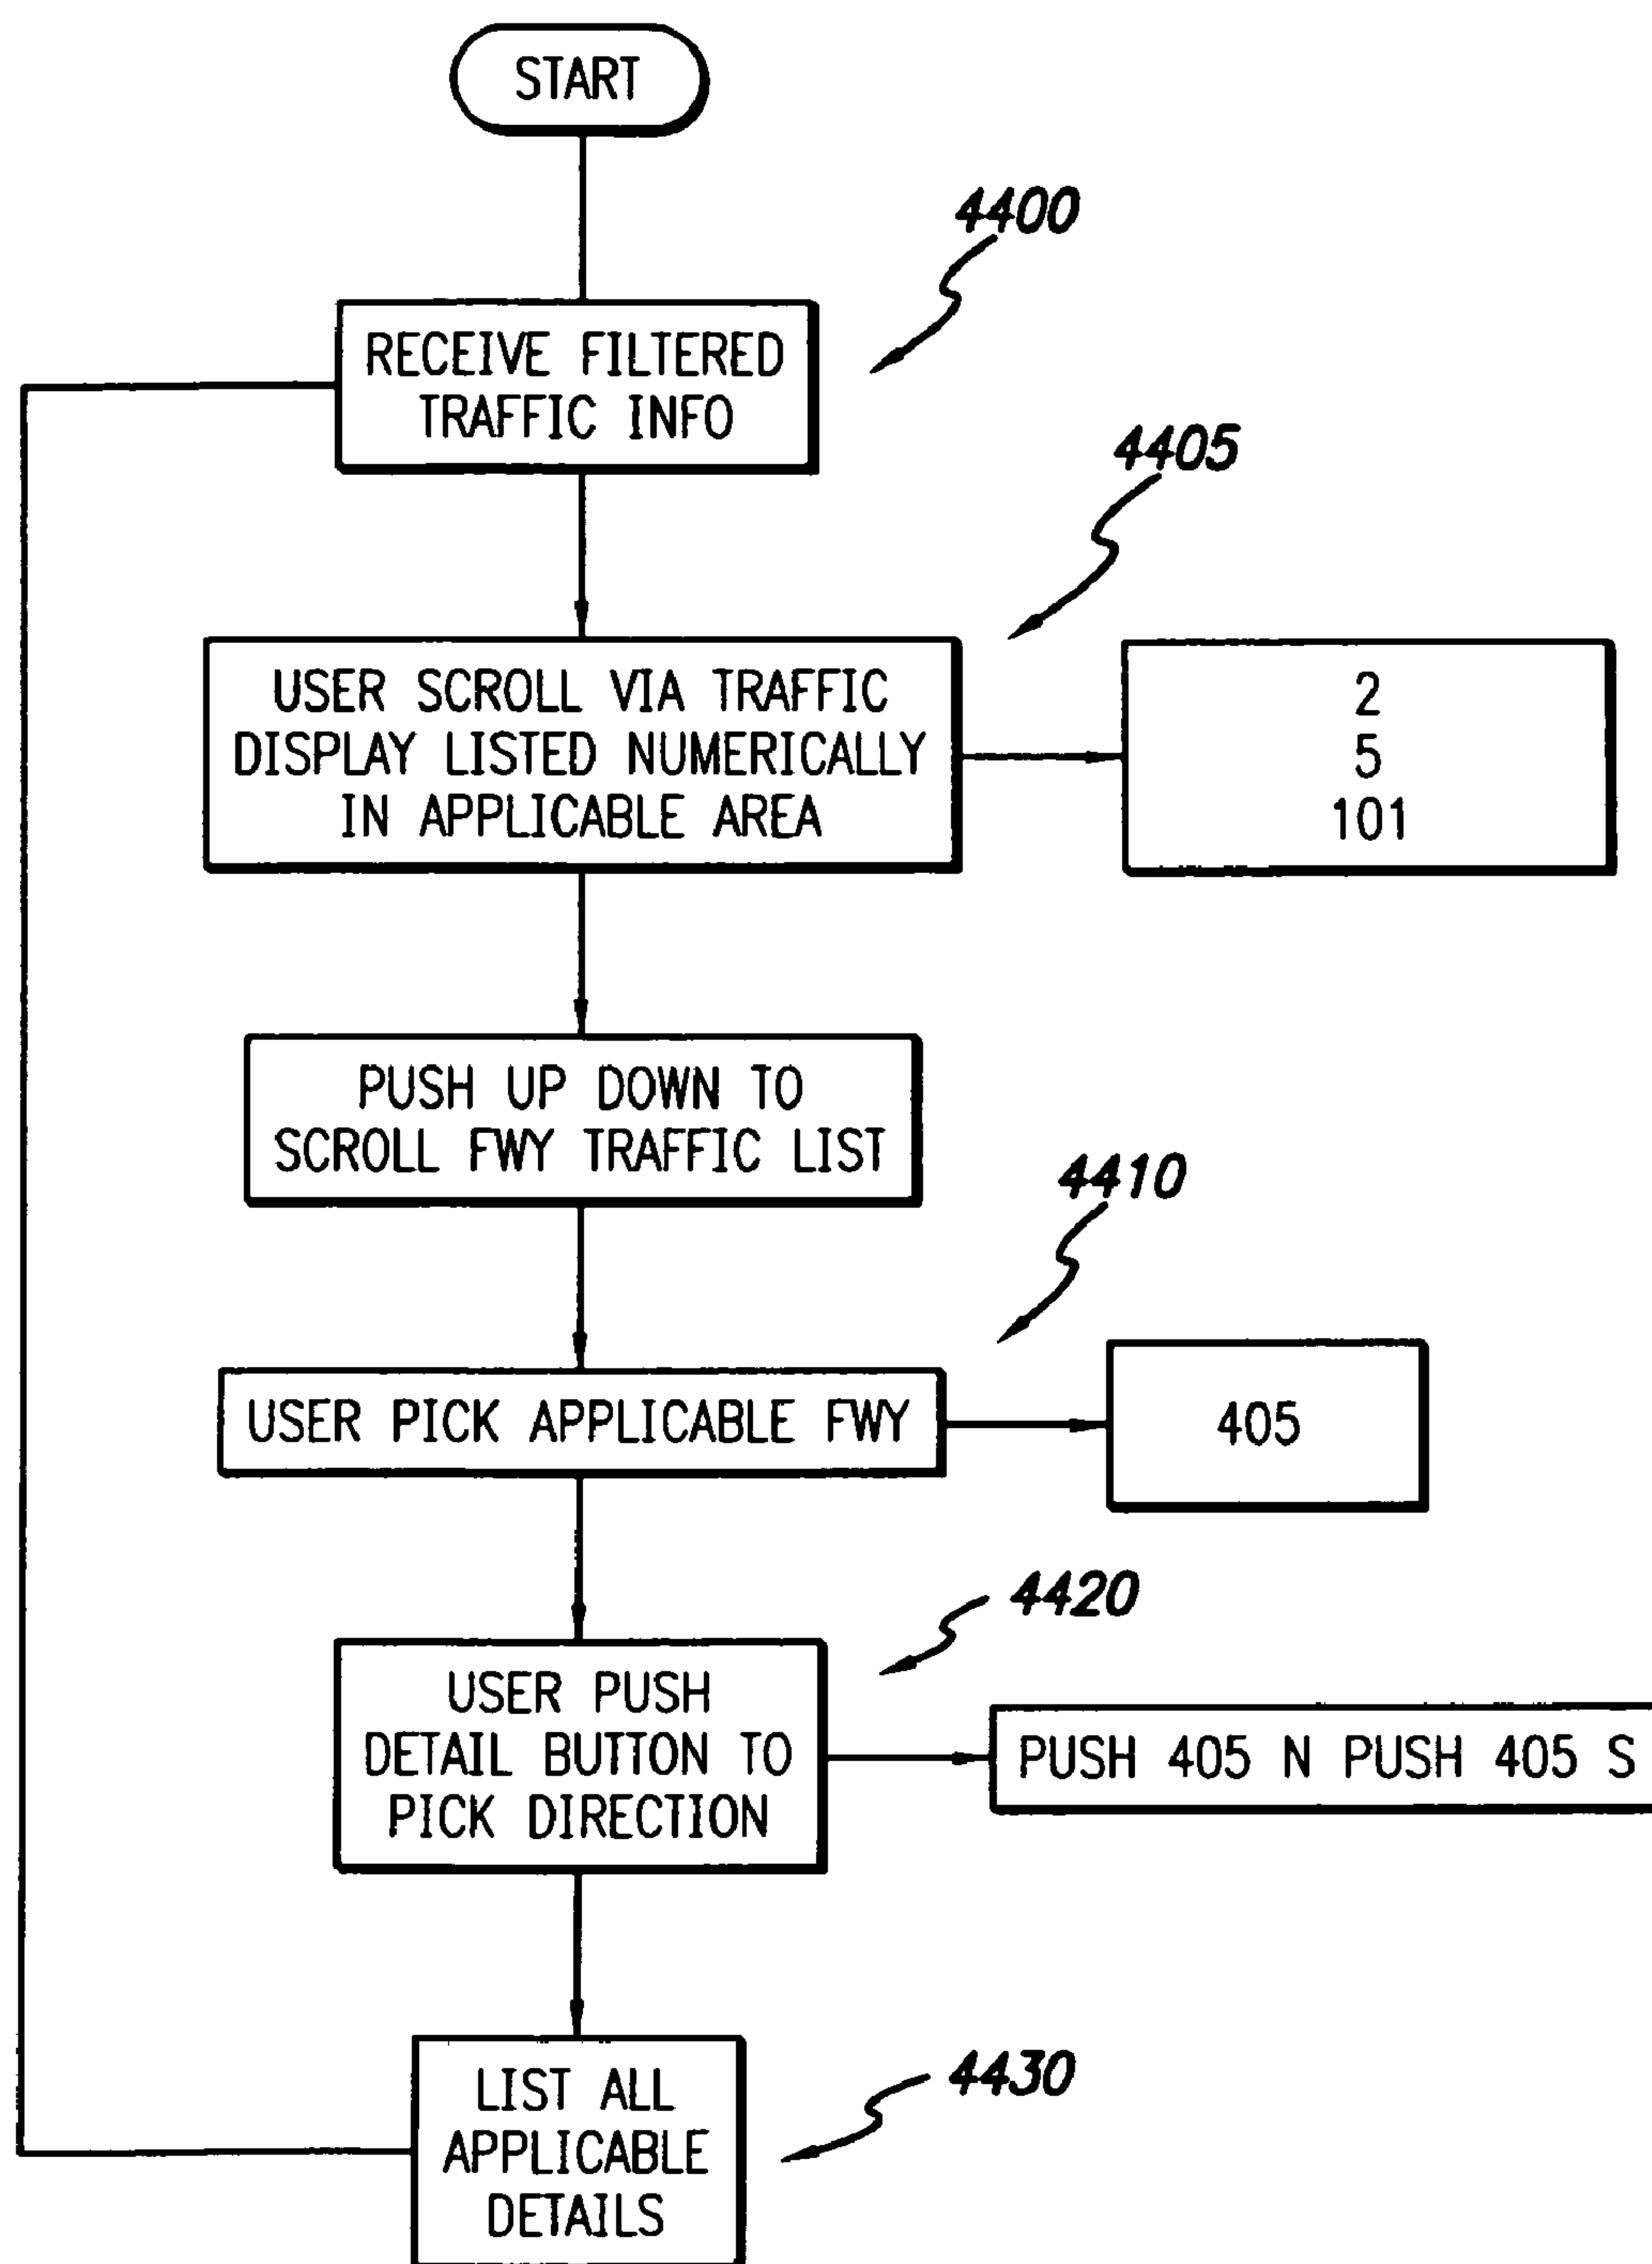 START
4400
RECEIVE FILTERED
TRAFFIC INFO
4405
USER SCROLL VIA TRAFFIC
DISPLAY LISTED NUMERICALLY
IN APPLICABLE AREA
2
5
101
PUSH UP DOWN TO
SCROLL FWY TRAFFIC LIST
4410
USER PICK APPLICABLE FWY
405
4420
USER PUSH
DETAIL BUTTON TO
PICK DIRECTION
PUSH 405 N PUSH 405 S
4430
LIST ALL
APPLICABLE
DETAILS